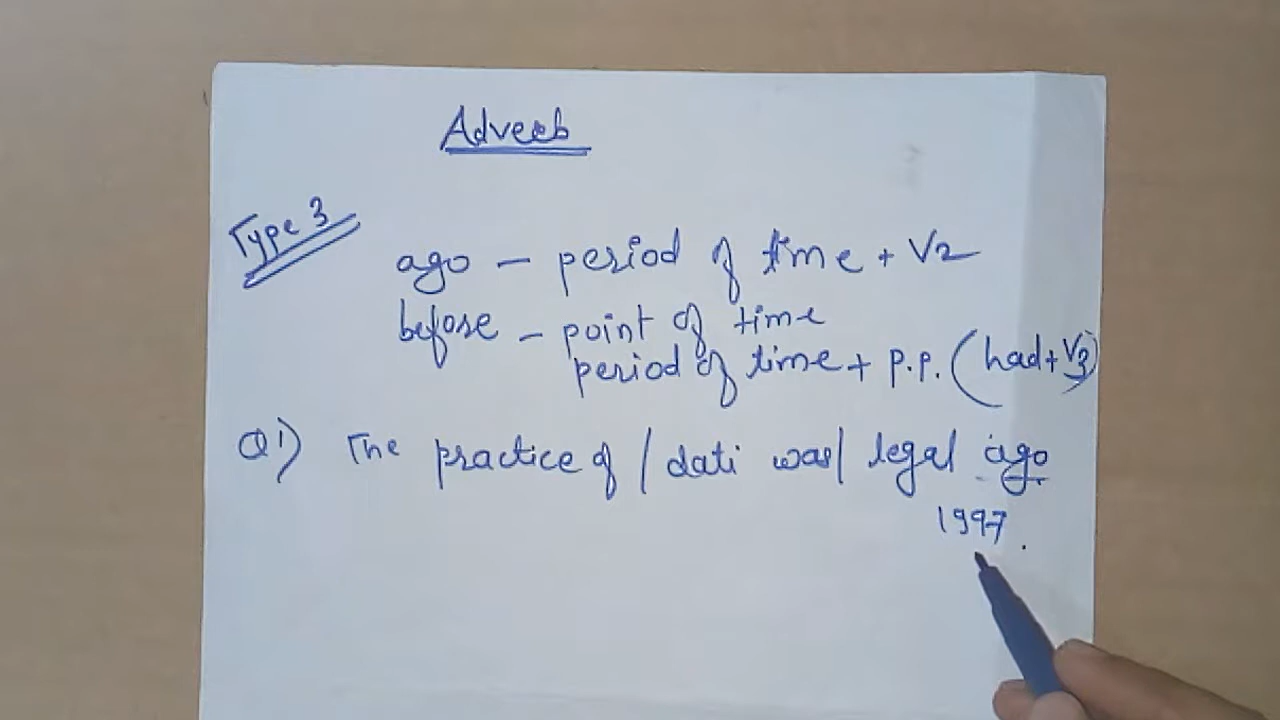 Adverb
Type 3
ago - period of time + V2
before - point of time
period of time + p.p. (had+V3)
Q1) The practice of / dati was / legal ago
1997.